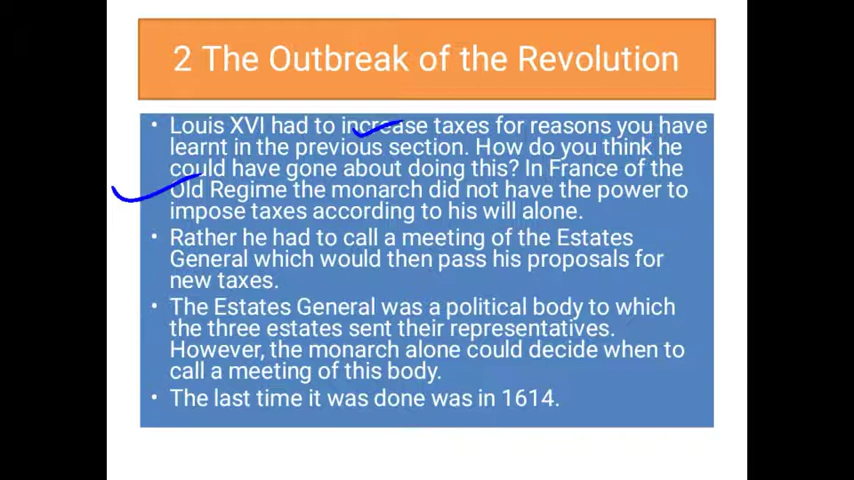 2 The Outbreak of the Revolution
• Louis XVI had to increase taxes for reasons you have
learnt in the previous section. How do you think he
could have gone about doing this? In France of the
Old Regime the monarch did not have the power to
impose taxes according to his will alone.
• Rather he had to call a meeting of the Estates
General which would then pass his proposals for
new taxes.
• The Estates General was a political body to which
the three estates sent their representatives.
However, the monarch alone could decide when to
call a meeting of this body.
• The last time it was done was in 1614.